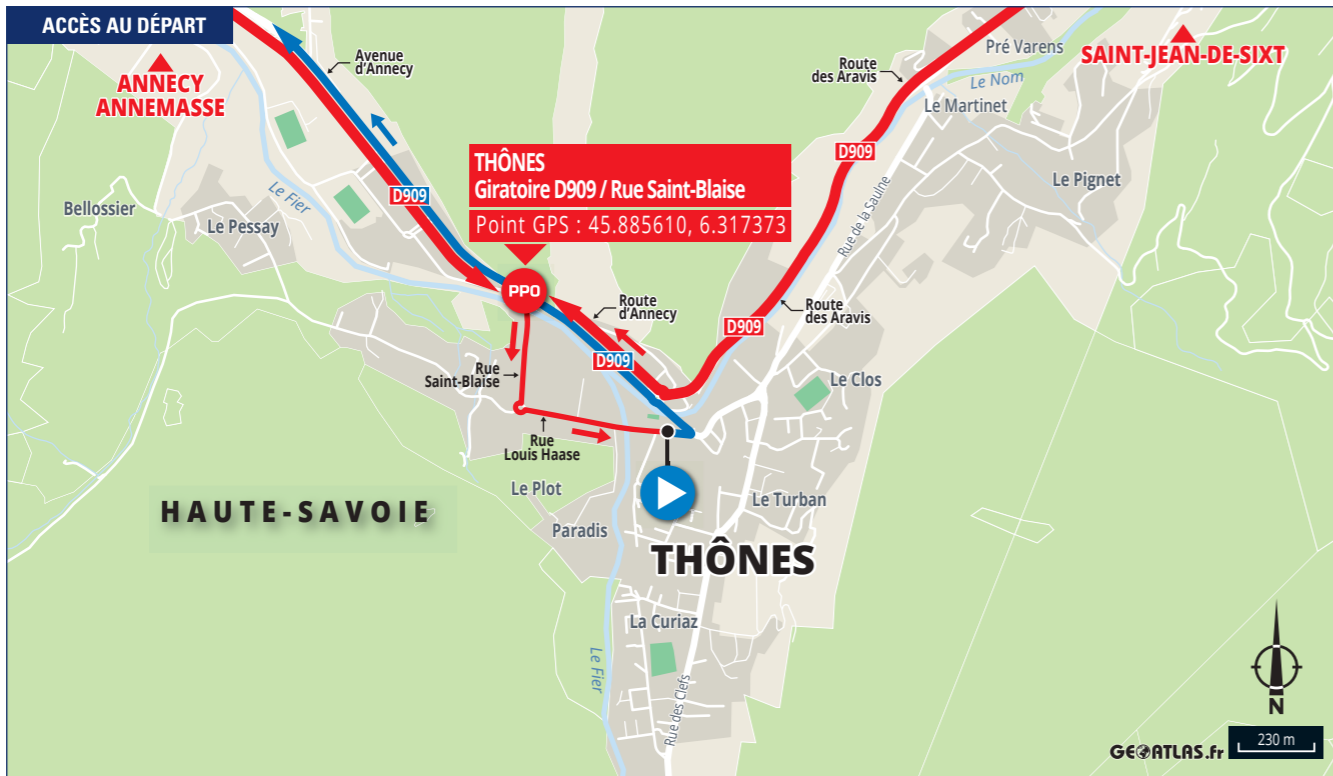 ACCÈS AU DÉPART
ANNECY
ANNEMASSE
Avenue
d'Annecy
Route
des Aravis
Pré Varens
SAINT-JEAN-DE-SIXT
Le Nom
Le Martinet
THÔNES
Giratoire D909 / Rue Saint-Blaise
Point GPS : 45.885610, 6.317373
D909
D909
Le Pignet
Bellossier
Le Fier
Le Pessay
Rue de la Saulne
PPO
Route
d'Annecy
Route
des Aravis
D909
D909
Rue
Saint-Blaise
Le Clos
Rue
Louis Haase
Le Plot
Le Turban
HAUTE-SAVOIE
Paradis
THÔNES
La Curiaz
Le Fier
Rue des Clefs
N
GEOATLAS.fr
230 m